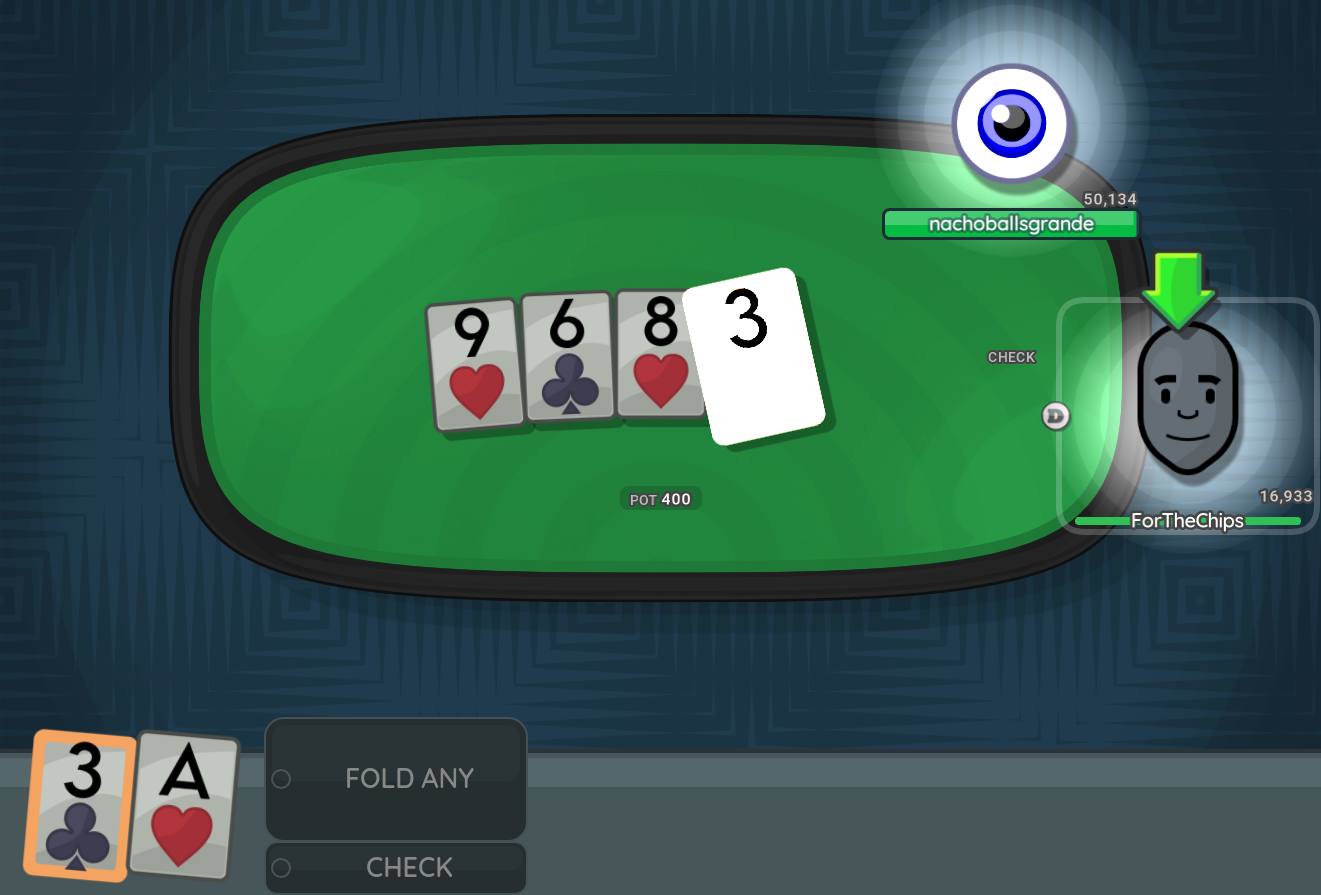 50,134
nachoballsgrande
9 6 8 3
CHECK
D
POT 400
16,933
ForTheChips
3 A
FOLD ANY
CHECK